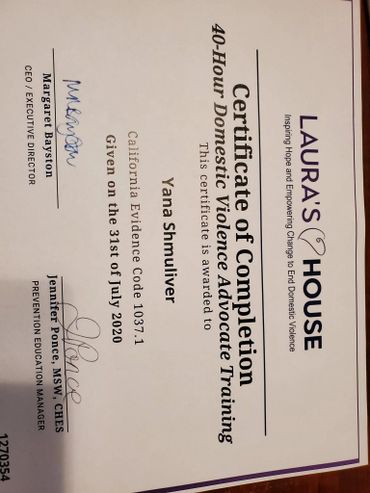 LAURA'S HOUSE
Inspiring Hope and Empowering Change to End Domestic Violence
Certificate of Completion
40-Hour Domestic Violence Advocate Training
This certificate is awarded to
Yana Shmuliver
California Evidence Code 1037.1
Given on the 31st of July 2020
Margaret Bayston
CEO / EXECUTIVE DIRECTOR
JPonce
Jennifer Ponce, MSW, CHES
PREVENTION EDUCATION MANAGER
1270354